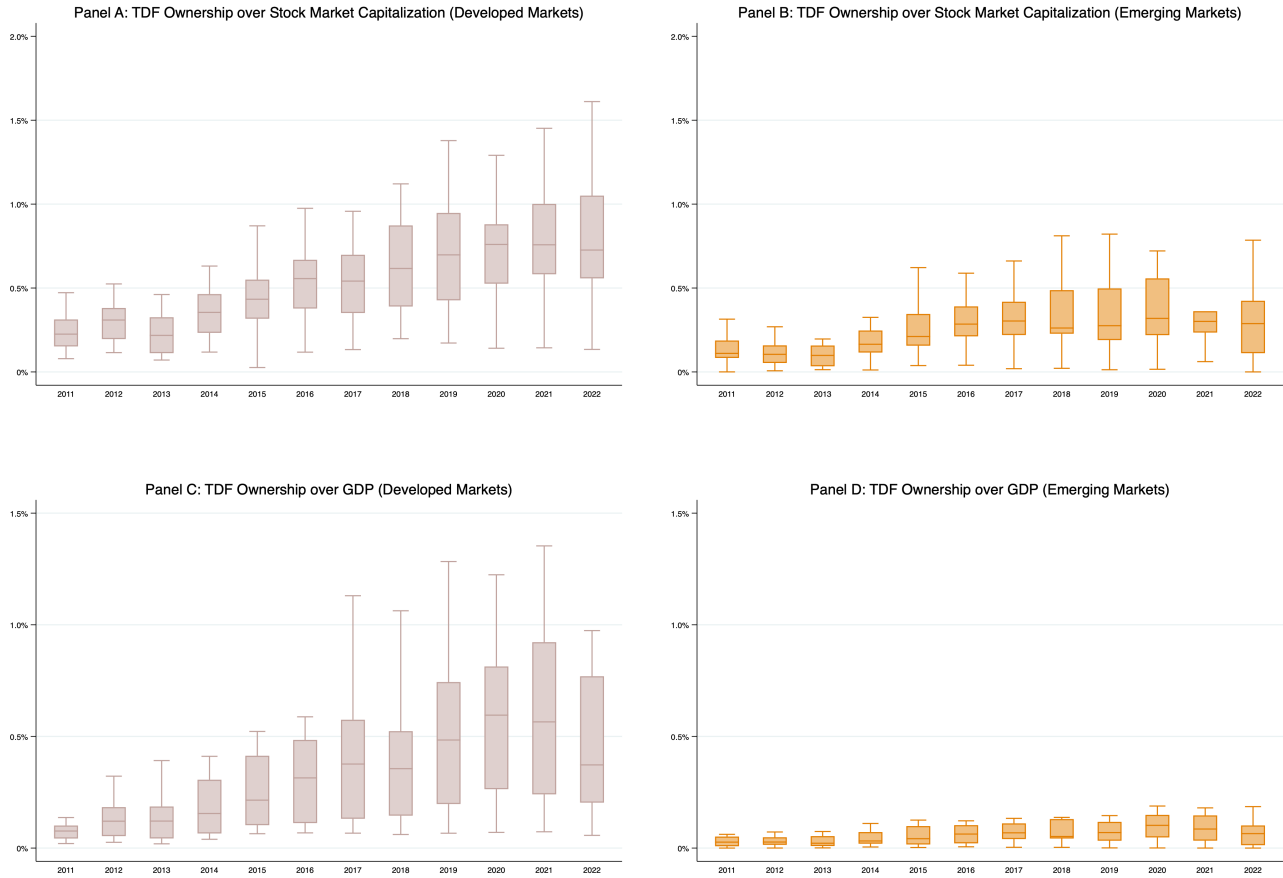 Panel A: TDF Ownership over Stock Market Capitalization (Developed Markets)
2.0%
1.5%
1.0%
0.5%
0%
2011 2012 2013 2014 2015 2016 2017 2018 2019 2020 2021 2022
Panel B: TDF Ownership over Stock Market Capitalization (Emerging Markets)
2.0%
1.5%
1.0%
0.5%
0%
2011 2012 2013 2014 2015 2016 2017 2018 2019 2020 2021 2022
Panel C: TDF Ownership over GDP (Developed Markets)
1.5%
1.0%
0.5%
0%
2011 2012 2013 2014 2015 2016 2017 2018 2019 2020 2021 2022
Panel D: TDF Ownership over GDP (Emerging Markets)
1.5%
1.0%
0.5%
0%
2011 2012 2013 2014 2015 2016 2017 2018 2019 2020 2021 2022